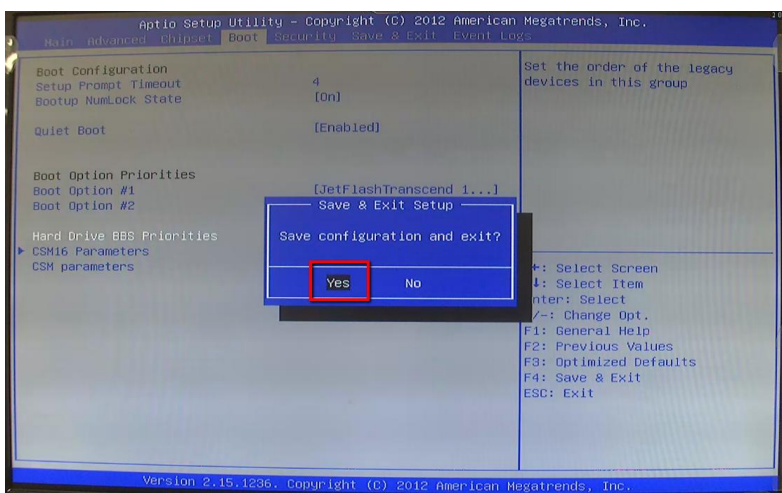 Aptio Setup Utility – Copyright (C) 2012 American Megatrends, Inc.
Main Advanced Chipset Boot Security Save & Exit Event Logs
Boot Configuration
Setup Prompt Timeout 4
Bootup NumLock State [On]
Quiet Boot [Enabled]
Boot Option Priorities
Boot Option #1 [JetFlashTranscend 1...]
Boot Option #2
Hard Drive BBS Priorities
CSM16 Parameters
CSM parameters
Save & Exit Setup
Save configuration and exit?
Yes No
Set the order of the legacy
devices in this group
: Select Screen
: Select Item
nter: Select
/-: Change Opt.
F1: General Help
F2: Previous Values
F3: Optimized Defaults
F4: Save & Exit
ESC: Exit
Version 2.15.1236. Copyright (C) 2012 American Megatrends, Inc.